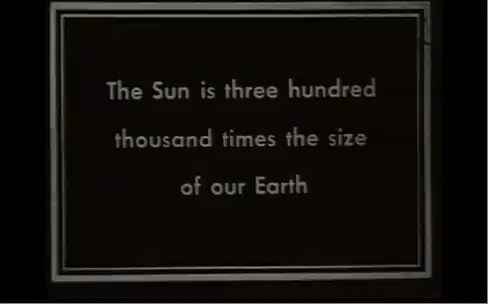 The Sun is three hundred
thousand times the size
of our Earth